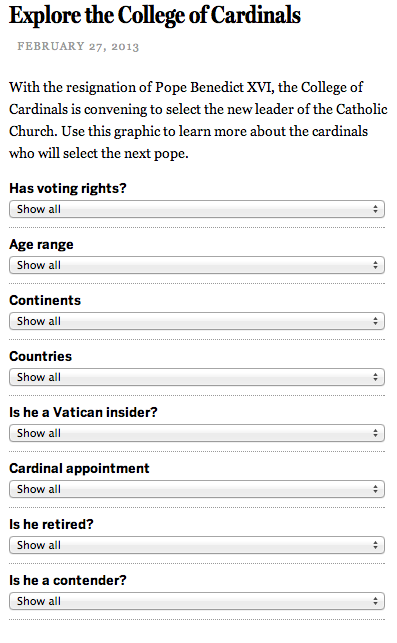 Explore the College of Cardinals
FEBRUARY 27, 2013
With the resignation of Pope Benedict XVI, the College of
Cardinals is convening to select the new leader of the Catholic
Church. Use this graphic to learn more about the cardinals
who will select the next pope.
Has voting rights?
Show all
Age range
Show all
Continents
Show all
Countries
Show all
Is he a Vatican insider?
Show all
Cardinal appointment
Show all
Is he retired?
Show all
Is he a contender?
Show all